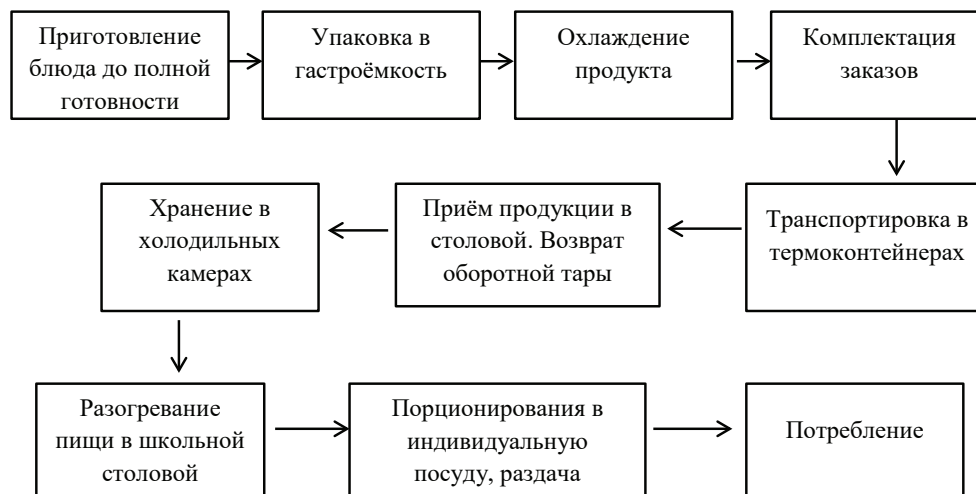 Приготовление
блюда до полной
готовности
Упаковка в
гастроёмкость
Охлаждение
продукта
Комплектация
заказов
Транспортировка в
термоконтейнерах
Приём продукции в
столовой. Возврат
оборотной тары
Хранение в
холодильных
камерах
Разогревание
пищи в школьной
столовой
Порционирования в
индивидуальную
посуду, раздача
Потребление